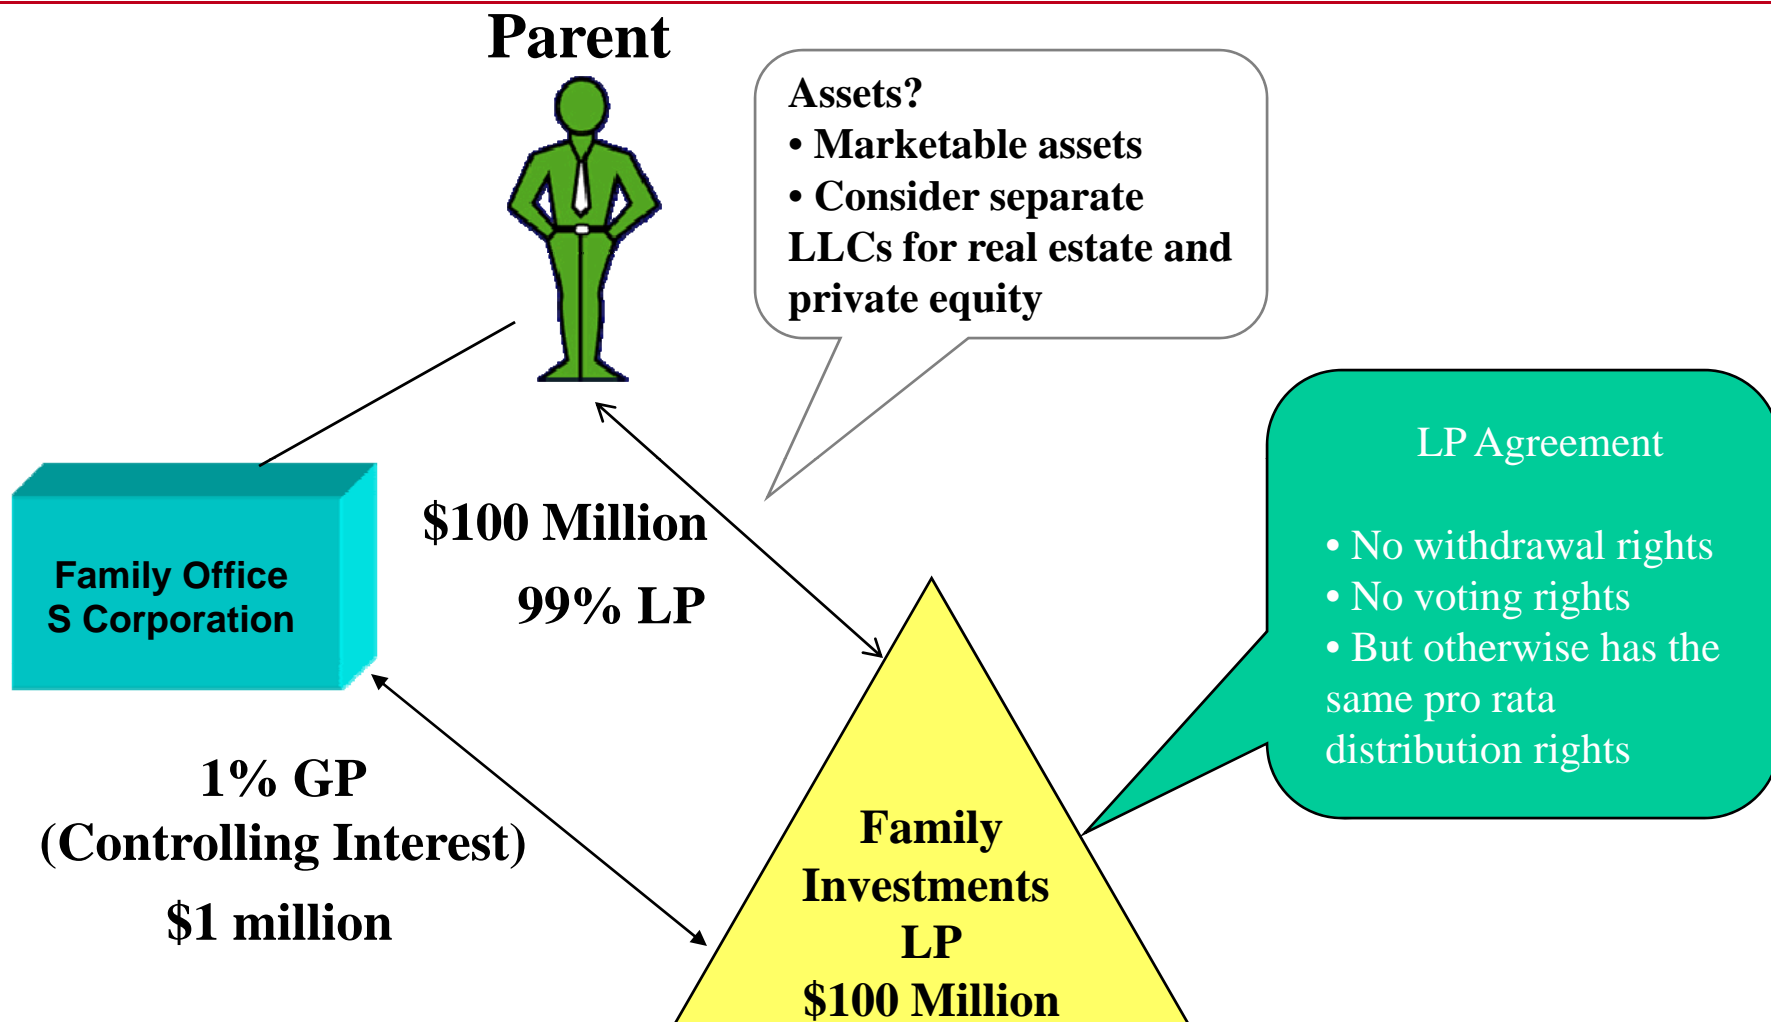 Parent
Assets?
• Marketable assets
• Consider separate
LLCs for real estate and
private equity
LP Agreement
• No withdrawal rights
• No voting rights
• But otherwise has the
same pro rata
distribution rights
$100 Million
99% LP
Family Office
S Corporation
1% GP
(Controlling Interest)
$1 million
Family
Investments
LP
$100 Million